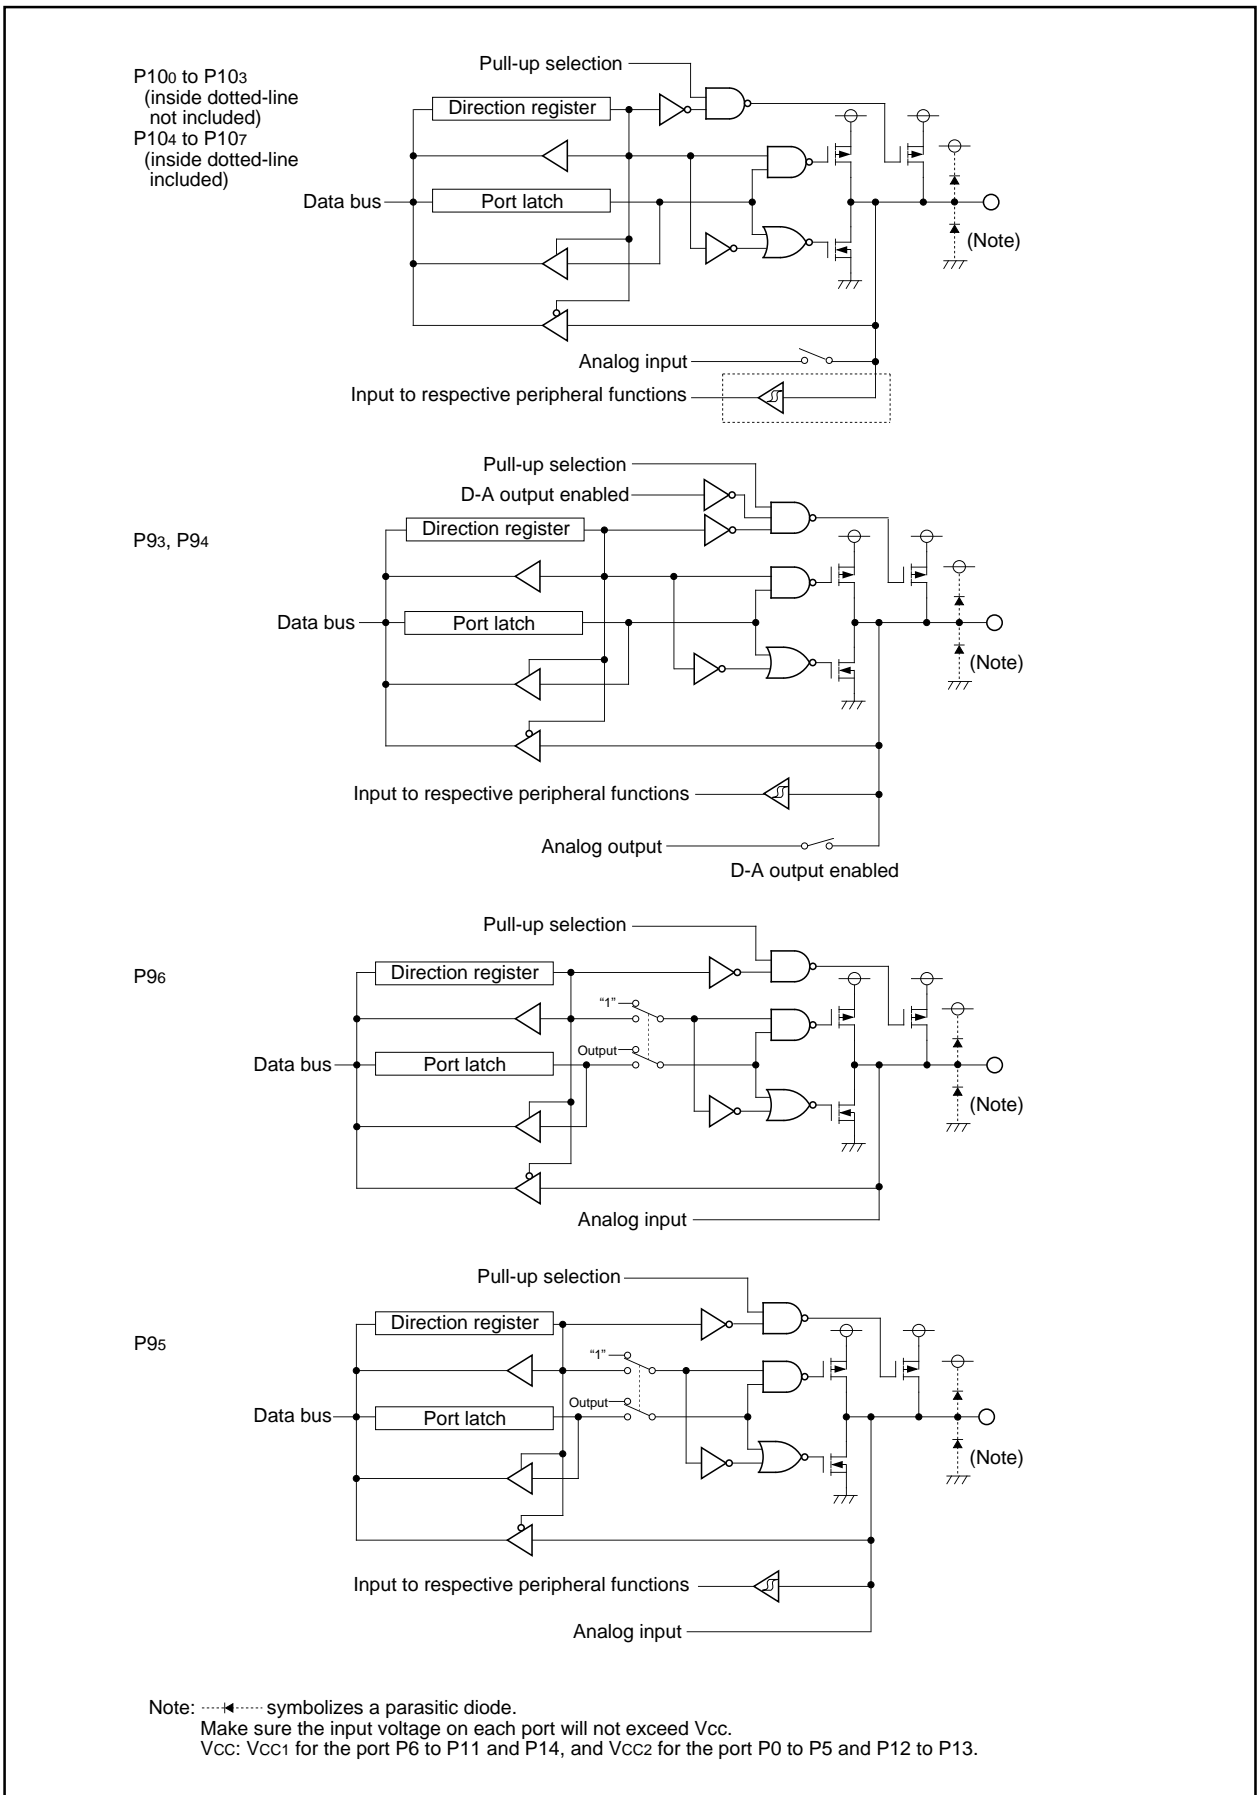 Pull-up selection
P100 to P103
(inside dotted-line
not included)
P104 to P107
(inside dotted-line
included)
Direction register
Data bus
Port latch
(Note)
Analog input
Input to respective peripheral functions
Pull-up selection
D-A output enabled
P93, P94
Direction register
Data bus
Port latch
(Note)
Input to respective peripheral functions
Analog output
D-A output enabled
Pull-up selection
P96
Direction register
“1”
Output
Data bus
Port latch
(Note)
Analog input
Pull-up selection
P95
Direction register
“1”
Output
Data bus
Port latch
(Note)
Input to respective peripheral functions
Analog input
Note: symbolizes a parasitic diode.
Make sure the input voltage on each port will not exceed Vcc.
VCC: VCC1 for the port P6 to P11 and P14, and VCC2 for the port P0 to P5 and P12 to P13.